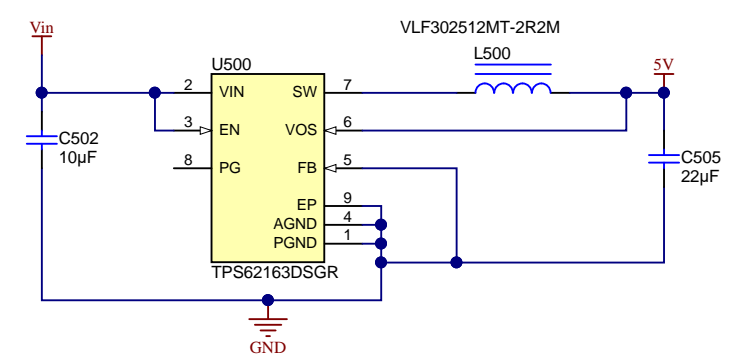 Vin
VLF302512MT-2R2M
L500
5V
U500
2 VIN SW 7
3 EN VOS 6
8 PG FB 5
EP 9
AGND 4
PGND 1
TPS62163DSGR
C502
10µF
C505
22µF
GND